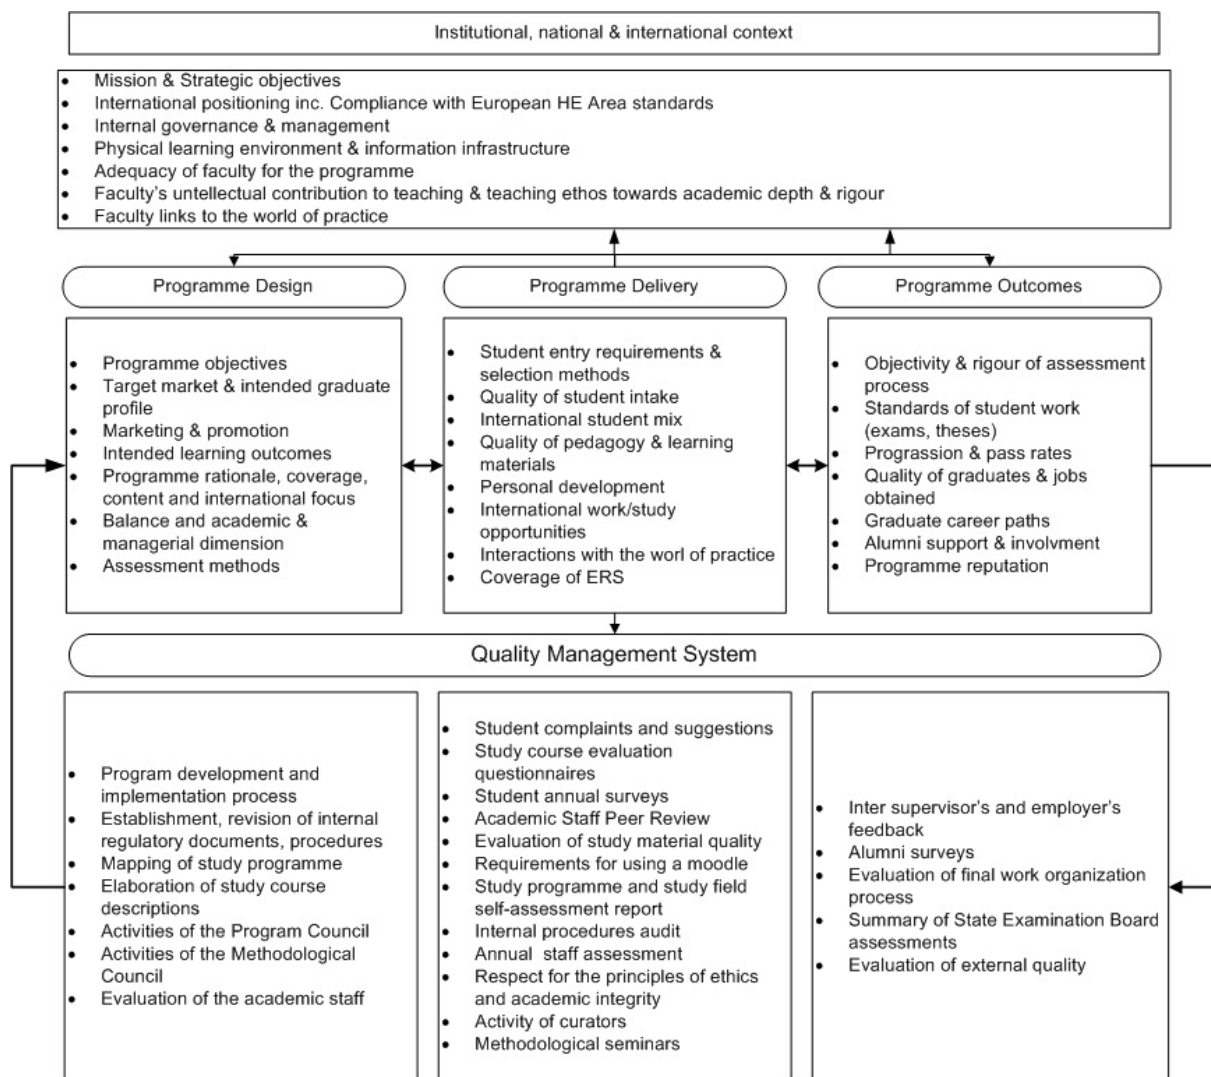 Institutional, national & international context
• Mission & Strategic objectives
• International positioning inc. Compliance with European HE Area standards
• Internal governance & management
• Physical learning environment & information infrastructure
• Adequacy of faculty for the programme
• Faculty's untellectual contribution to teaching & teaching ethos towards academic depth & rigour
• Faculty links to the world of practice
Programme Design
• Programme objectives
• Target market & intended graduate
profile
• Marketing & promotion
• Intended learning outcomes
• Programme rationale, coverage,
content and international focus
• Balance and academic &
managerial dimension
• Assessment methods
Programme Delivery
• Student entry requirements &
selection methods
• Quality of student intake
• International student mix
• Quality of pedagogy & learning
materials
• Personal development
• International work/study
opportunities
• Interactions with the worl of practice
• Coverage of ERS
Programme Outcomes
• Objectivity & rigour of assessment
process
• Standards of student work
(exams, theses)
• Prograssion & pass rates
• Quality of graduates & jobs
obtained
• Graduate career paths
• Alumni support & involvment
• Programme reputation
Quality Management System
• Program development and
implementation process
• Establishment, revision of internal
regulatory documents, procedures
• Mapping of study programme
• Elaboration of study course
descriptions
• Activities of the Program Council
• Activities of the Methodological
Council
• Evaluation of the academic staff
• Student complaints and suggestions
• Study course evaluation
questionnaires
• Student annual surveys
• Academic Staff Peer Review
• Evaluation of study material quality
• Requirements for using a moodle
• Study programme and study field
self-assessment report
• Internal procedures audit
• Annual staff assessment
• Respect for the principles of ethics
and academic integrity
• Activity of curators
• Methodological seminars
• Inter supervisor's and employer's
feedback
• Alumni surveys
• Evaluation of final work organization
process
• Summary of State Examination Board
assessments
• Evaluation of external quality